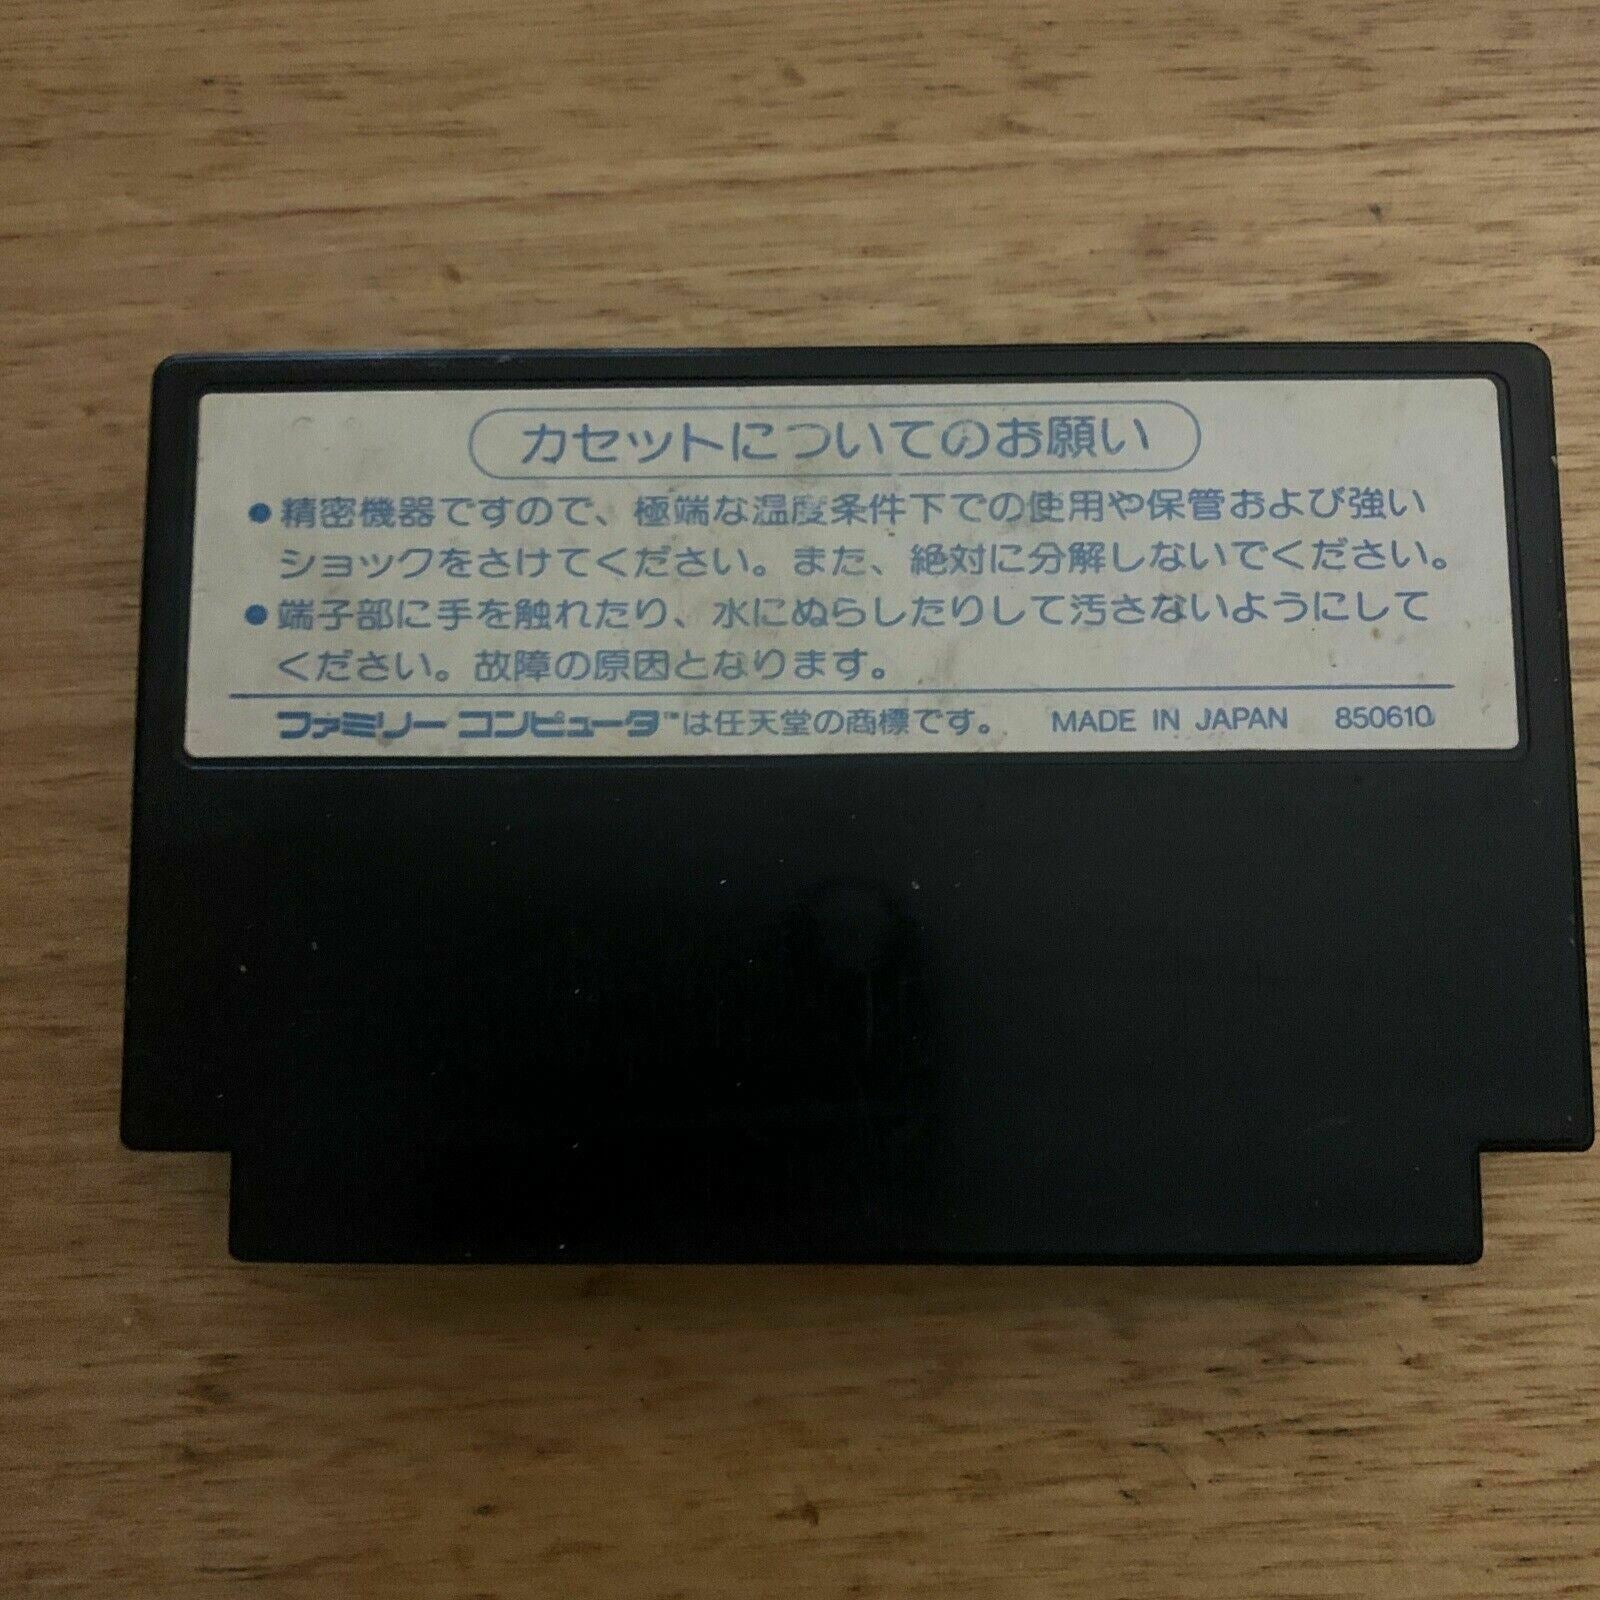 カセットについてのお願い
●精密機器ですので、極端な温度条件下での使用や保管および強い
ショックをさけてください。また、絶対に分解しないでください。
●端子部に手を触れたり、水にぬらしたりして汚さないようにして
ください。故障の原因となります。
ファミリーコンピュータ™は任天堂の商標です。 MADE IN JAPAN 850610